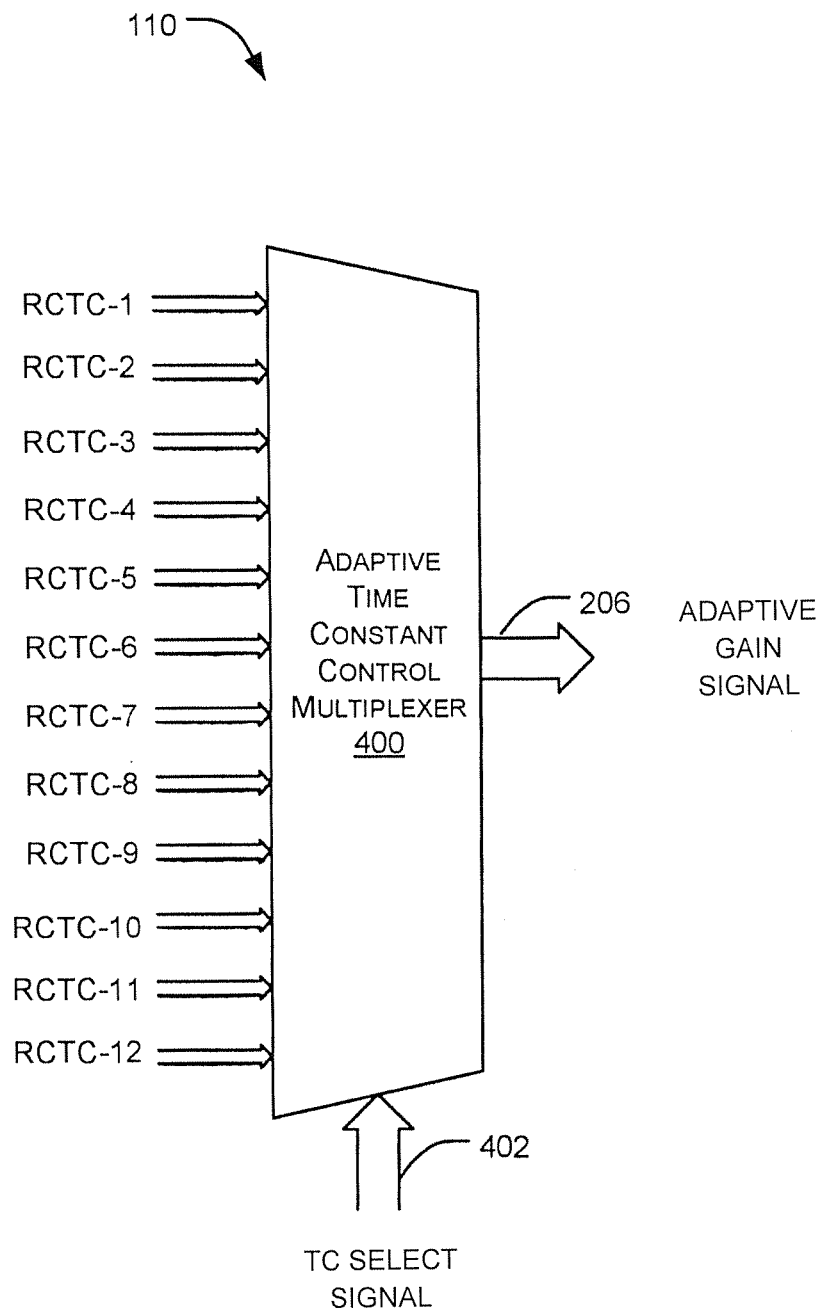 110
RCTC-1
RCTC-2
RCTC-3
RCTC-4
RCTC-5
RCTC-6
RCTC-7
RCTC-8
RCTC-9
RCTC-10
RCTC-11
RCTC-12
ADAPTIVE
TIME
CONSTANT
CONTROL
MULTIPLEXER
400
206
ADAPTIVE
GAIN
SIGNAL
402
TC SELECT
SIGNAL